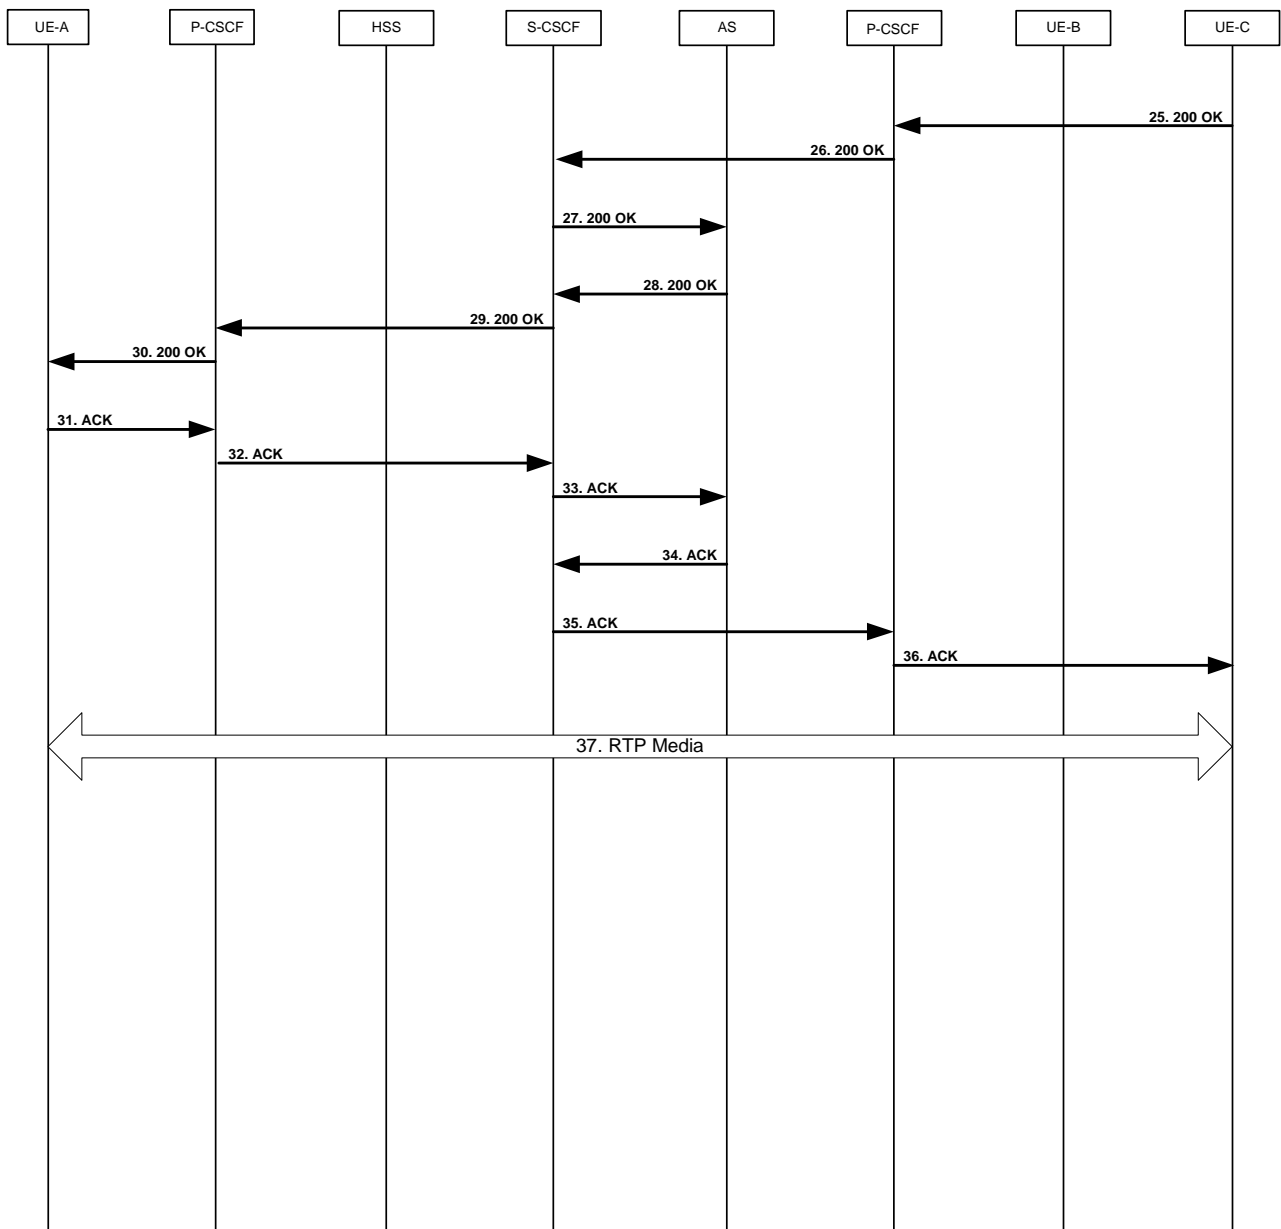 UE-A
P-CSCF
HSS
S-CSCF
AS
P-CSCF
UE-B
UE-C
25. 200 OK
26. 200 OK
27. 200 OK
28. 200 OK
29. 200 OK
30. 200 OK
31. ACK
32. ACK
33. ACK
34. ACK
35. ACK
36. ACK
37. RTP Media